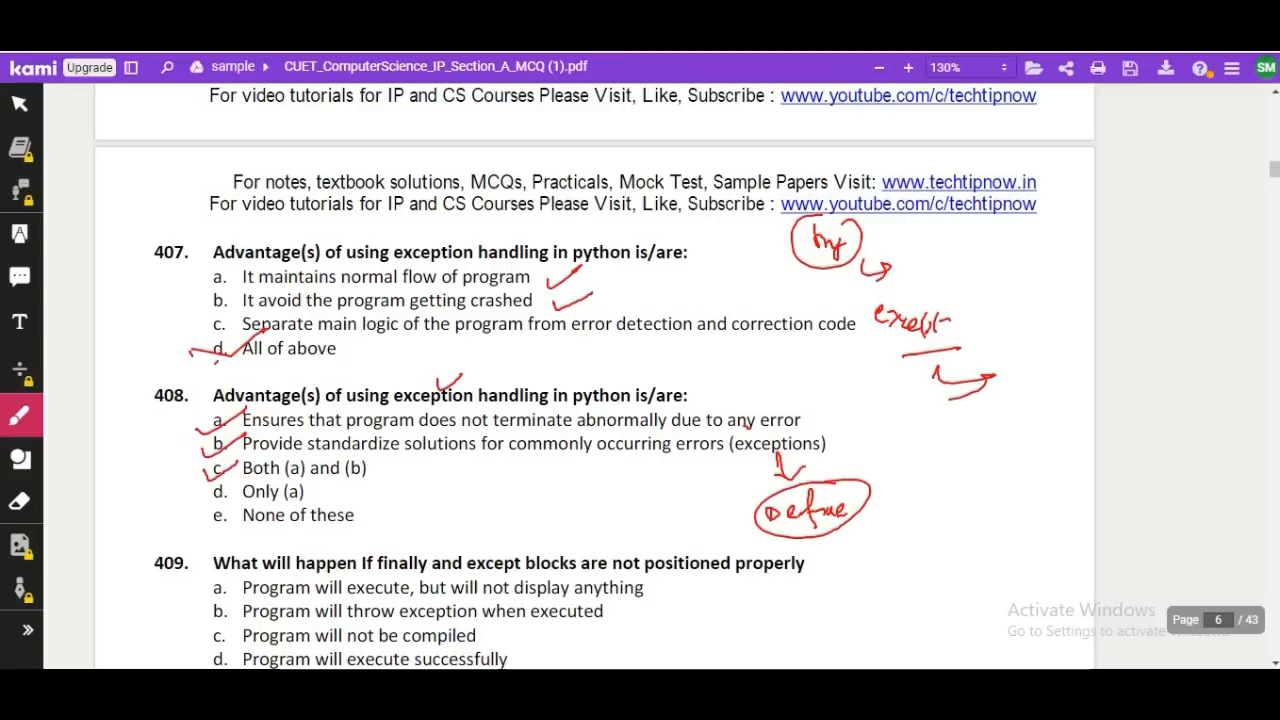 kami Upgrade sample CUET_ComputerScience_IP_Section_A_MCQ (1).pdf 130% SM
For video tutorials for IP and CS Courses Please Visit, Like, Subscribe : www.youtube.com/c/techtipnow
For notes, textbook solutions, MCQs, Practicals, Mock Test, Sample Papers Visit: www.techtipnow.in
For video tutorials for IP and CS Courses Please Visit, Like, Subscribe : www.youtube.com/c/techtipnow
try
407. Advantage(s) of using exception handling in python is/are:
a. It maintains normal flow of program
b. It avoid the program getting crashed
c. Separate main logic of the program from error detection and correction code
except
d. All of above
408. Advantage(s) of using exception handling in python is/are:
a. Ensures that program does not terminate abnormally due to any error
b. Provide standardize solutions for commonly occurring errors (exceptions)
c. Both (a) and (b)
d. Only (a)
Define
e. None of these
409. What will happen If finally and except blocks are not positioned properly
a. Program will execute, but will not display anything
b. Program will throw exception when executed
c. Program will not be compiled
d. Program will execute successfully
Activate Windows
Go to Settings to activate
Page 6 / 43